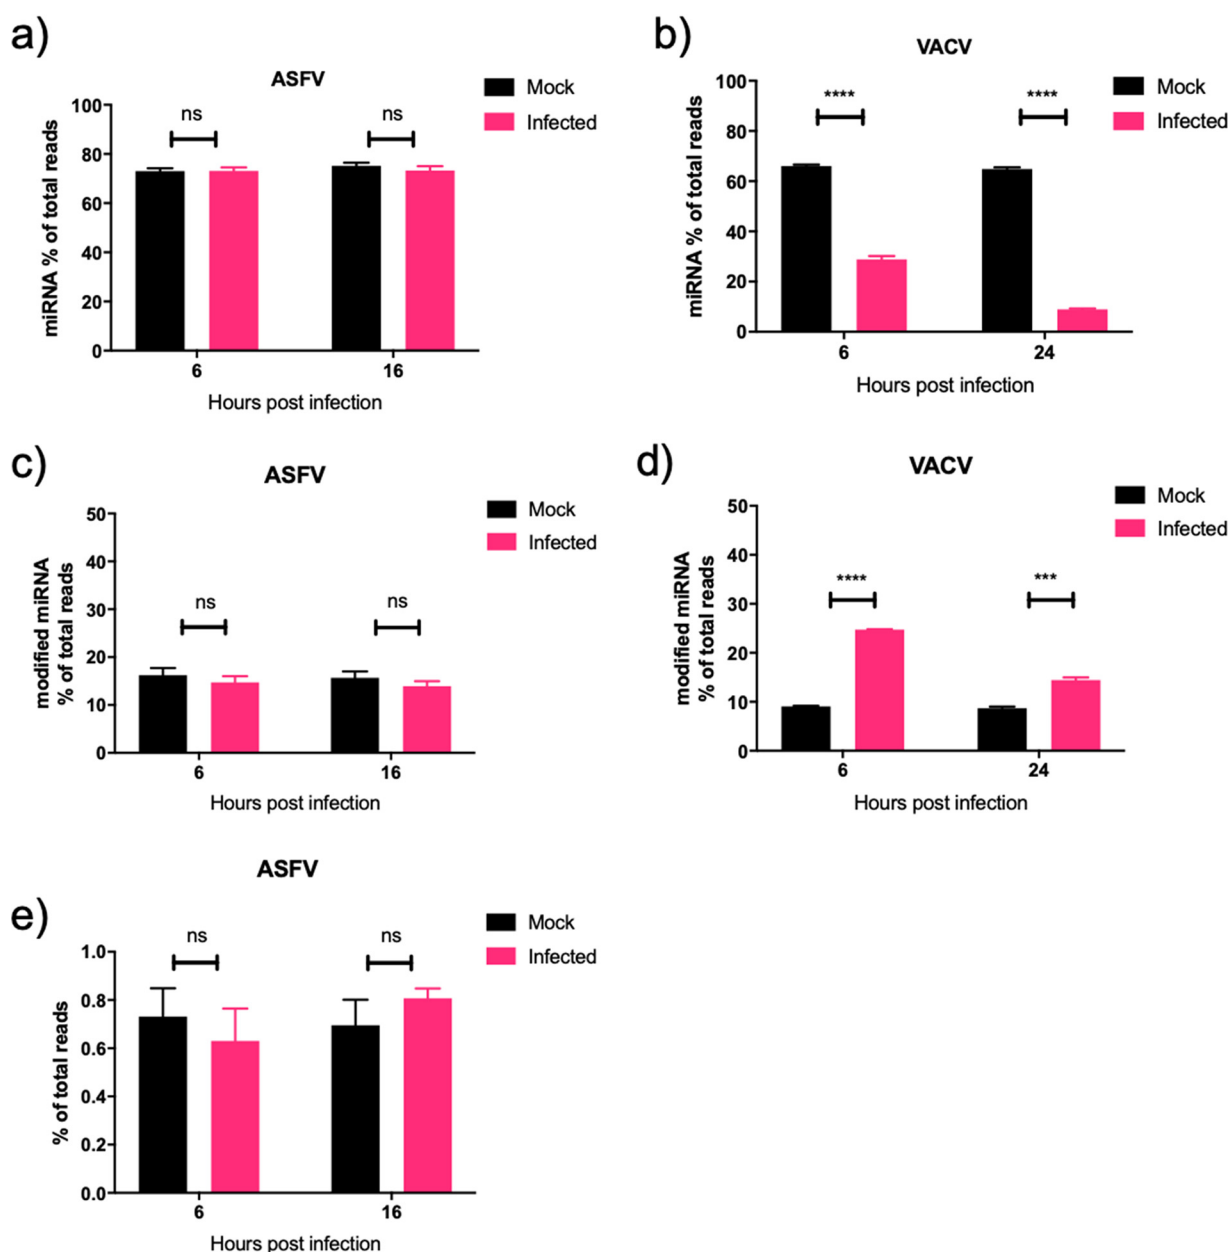 a)
ASFV
Mock
Infected
ns
ns
miRNA % of total reads
100
80
60
40
20
0
6
16
Hours post infection
b)
VACV
Mock
Infected
****
****
miRNA % of total reads
100
80
60
40
20
0
6
24
Hours post infection
c)
ASFV
Mock
Infected
ns
ns
modified miRNA
% of total reads
50
40
30
20
10
0
6
16
Hours post infection
d)
VACV
Mock
Infected
****
***
modified miRNA
% of total reads
50
40
30
20
10
0
6
24
Hours post infection
e)
ASFV
Mock
Infected
ns
ns
% of total reads
1.0
0.8
0.6
0.4
0.2
0.0
6
16
Hours post infection